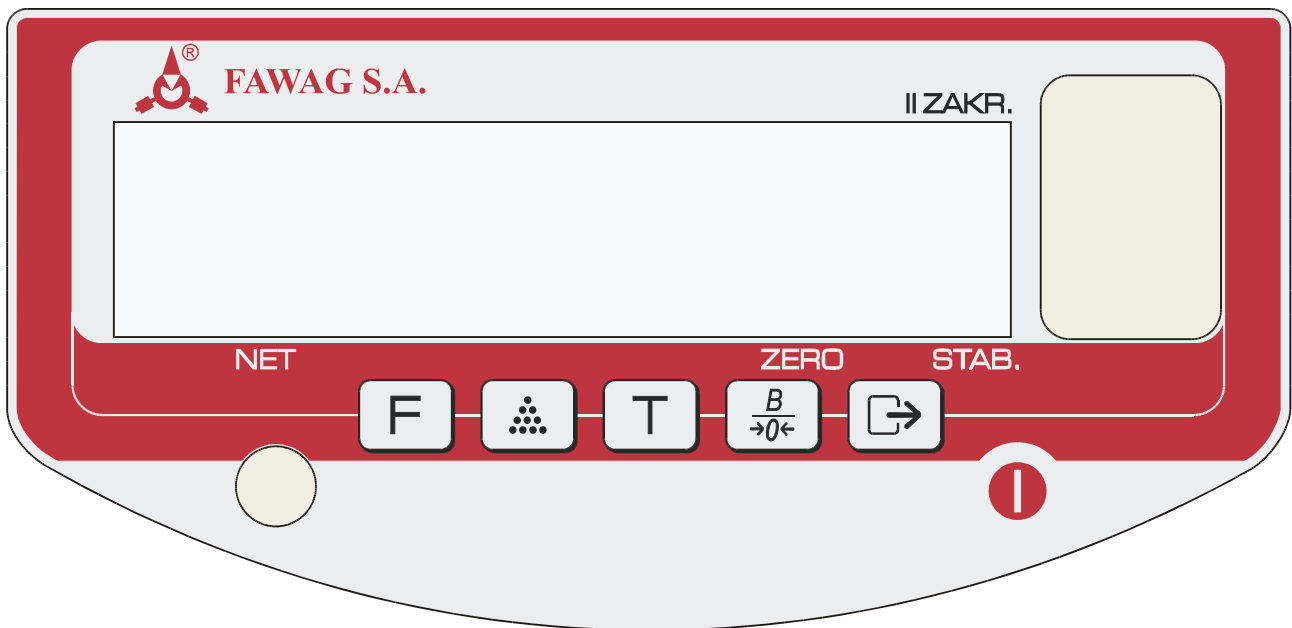 ® FAWAG S.A.
II ZAKR.
NET ZERO STAB.
F T B
→0←